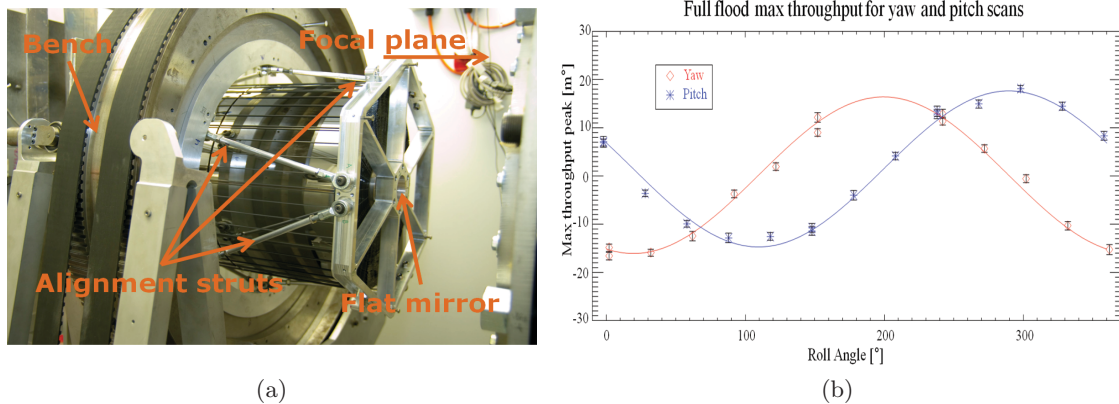 Bench
Focal plane
Alignment struts
Flat mirror
(a)
Full flood max throughput for yaw and pitch scans
Max throughput peak [m°]
30
20
10
0
-10
-20
-30
Yaw
Pitch
0
100
200
300
Roll Angle [°]
(b)